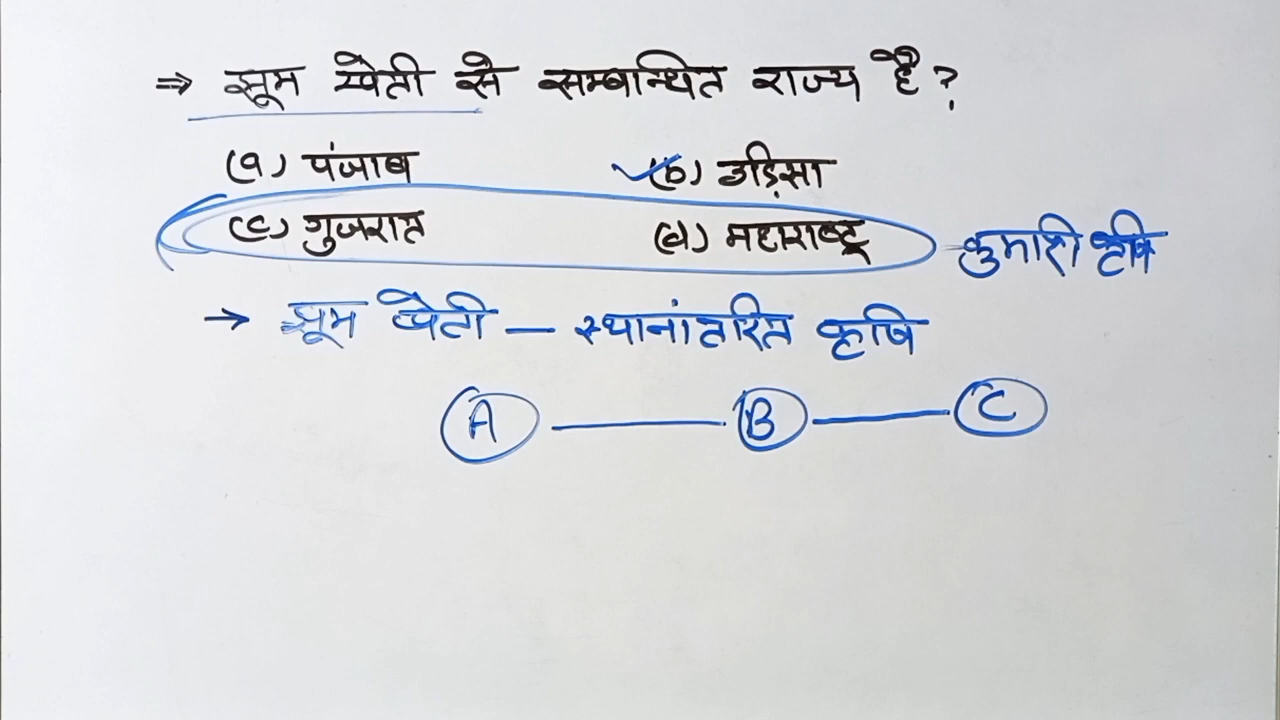 ⇒ झूम खेती से सम्बन्धित राज्य है?
(a) पंजाब (b) उड़िसा
(c) गुजरात (d) महाराष्ट्र
कुमारी कृषि
→ झूम खेती — स्थानांतरित कृषि
A — B — C